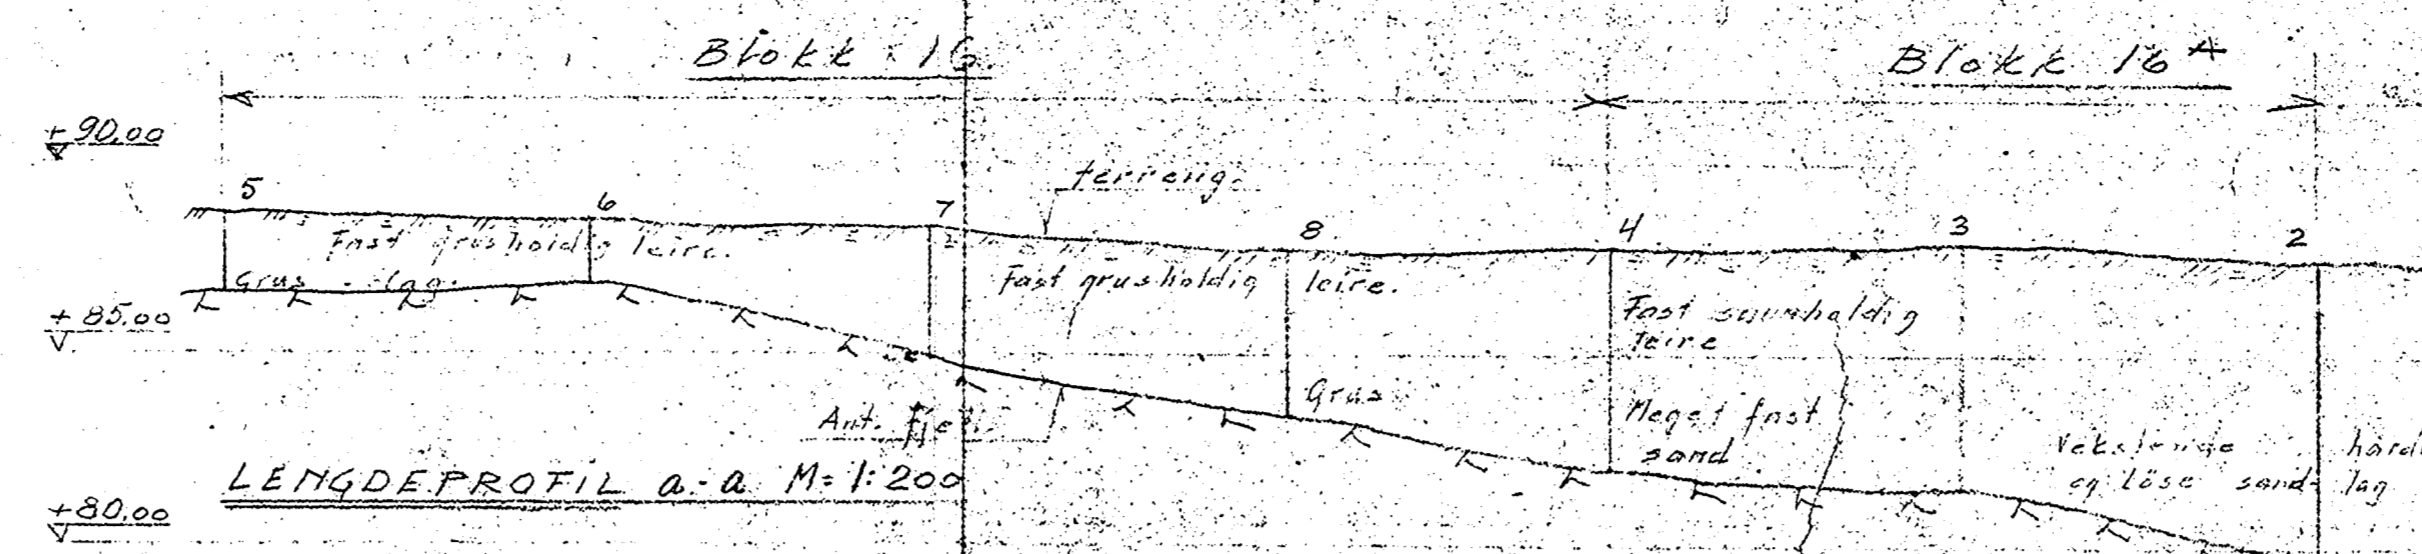 Blokk 16.
Blokk 16A
+90.00
terreng.
5
6
7
8
4
3
2
Fast grusholdig leire.
Grus - lag.
Fast grusholdig leire.
+85.00
Fast sandholdig
leire
Grus
Ant. fjell.
Meget fast
sand
Vekslende hard
og löse sand- lag
LENGDEPROFIL a-a M=1:200
+80.00